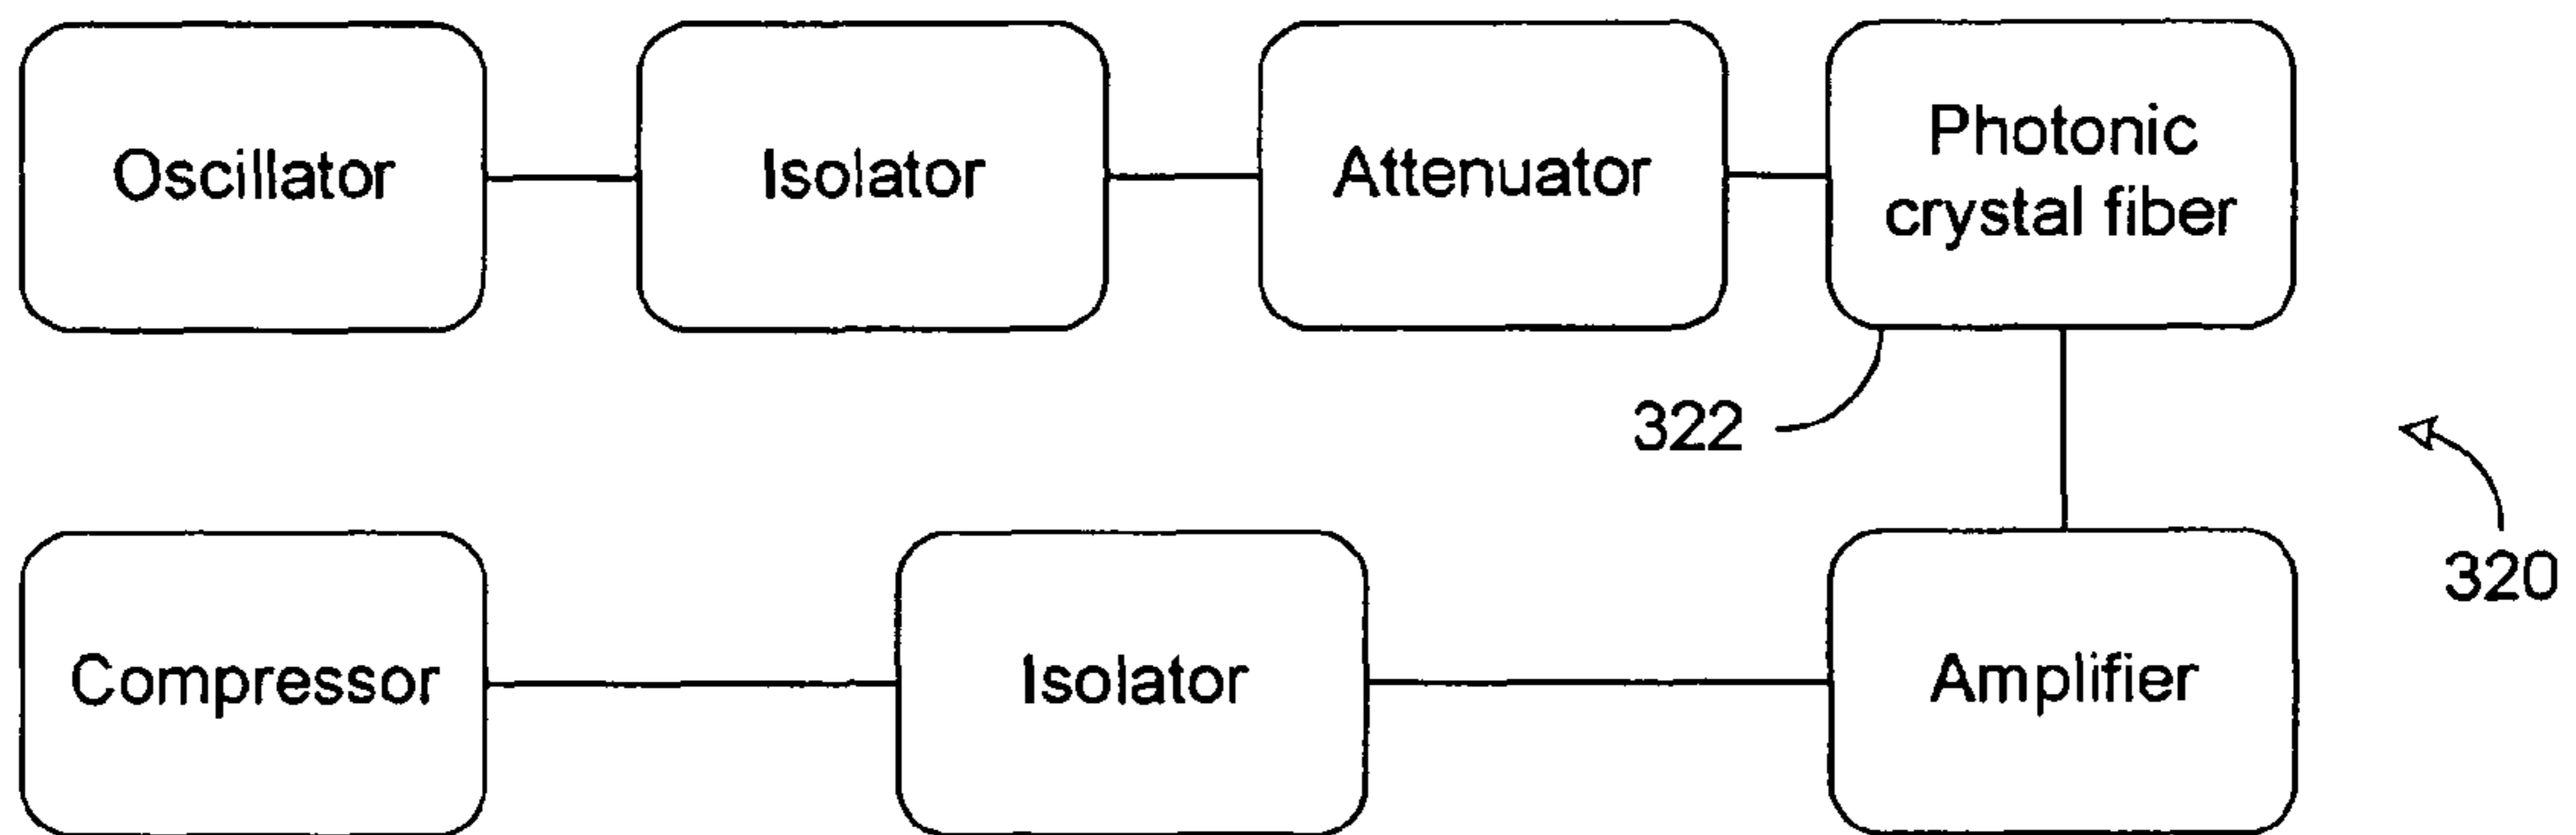 Oscillator
Isolator
Attenuator
Photonic
crystal fiber
322
320
Compressor
Isolator
Amplifier